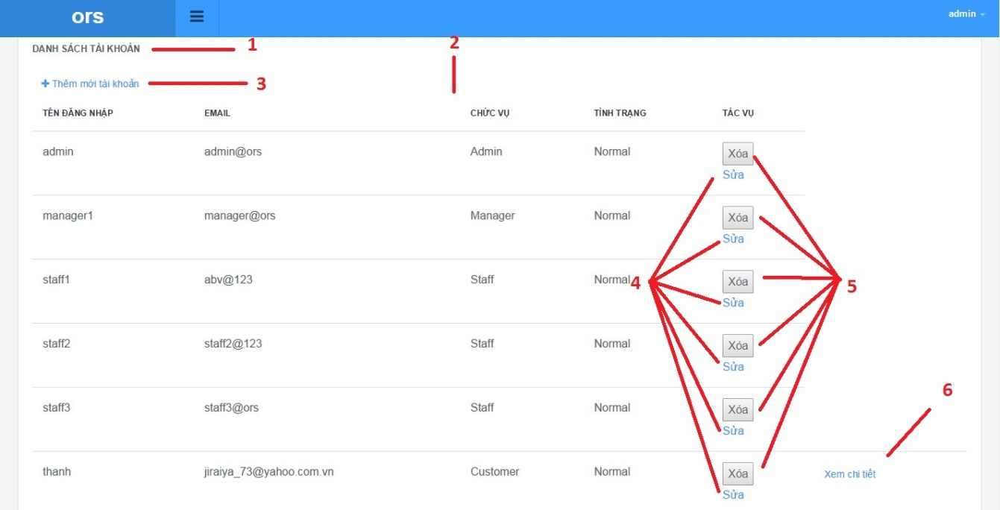 ors admin
DANH SÁCH TÀI KHOẢN 1 2
Thêm mới tài khoản 3
TÊN ĐĂNG NHẬP EMAIL CHỨC VỤ TÌNH TRẠNG TÁC VỤ
admin admin@ors Admin Normal Xóa
Sửa
manager1 manager@ors Manager Normal Xóa
Sửa
staff1 abv@123 Staff Normal 4 Xóa 5
Sửa
staff2 staff2@123 Staff Normal Xóa
Sửa
6
staff3 staff3@ors Staff Normal Xóa
Sửa
thanh jiraiya_73@yahoo.com.vn Customer Normal Xóa Xem chi tiết
Sửa